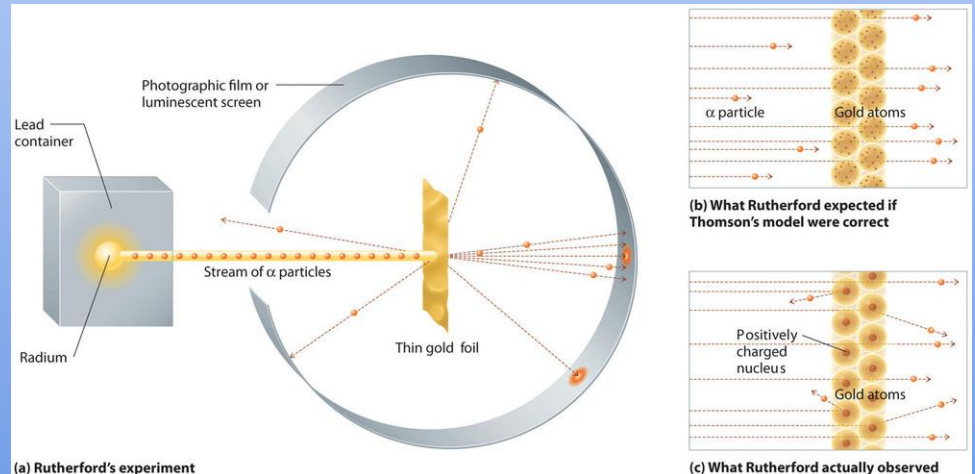 Photographic film or
luminescent screen
Lead
container
Stream of α particles
Radium
Thin gold foil
(a) Rutherford's experiment
α particle
Gold atoms
(b) What Rutherford expected if
Thomson's model were correct
Positively
charged
nucleus
Gold atoms
(c) What Rutherford actually observed